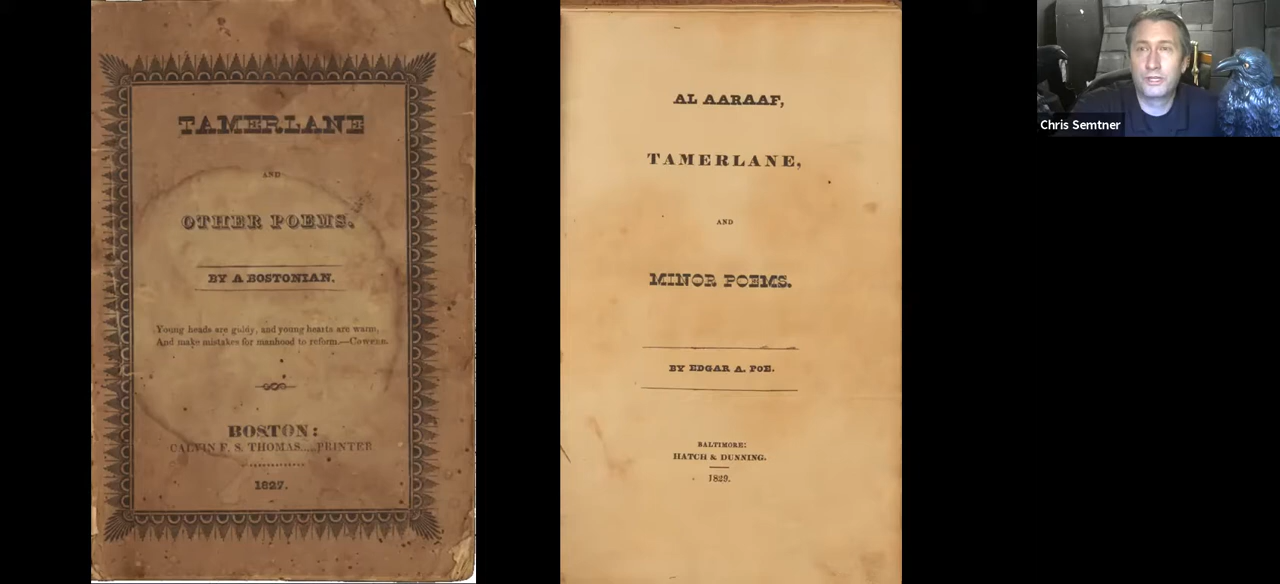 TAMERLANE
AND
OTHER POEMS.
BY A BOSTONIAN.
Young heads are giddy, and young hearts are warm,
And make mistakes for manhood to reform.—COWPER.
BOSTON:
CALVIN F. S. THOMAS.....PRINTER
1827.
AL AARAAF,
TAMERLANE,
AND
MINOR POEMS.
BY EDGAR A. POE.
BALTIMORE:
HATCH & DUNNING.
1829.
Chris Semtner